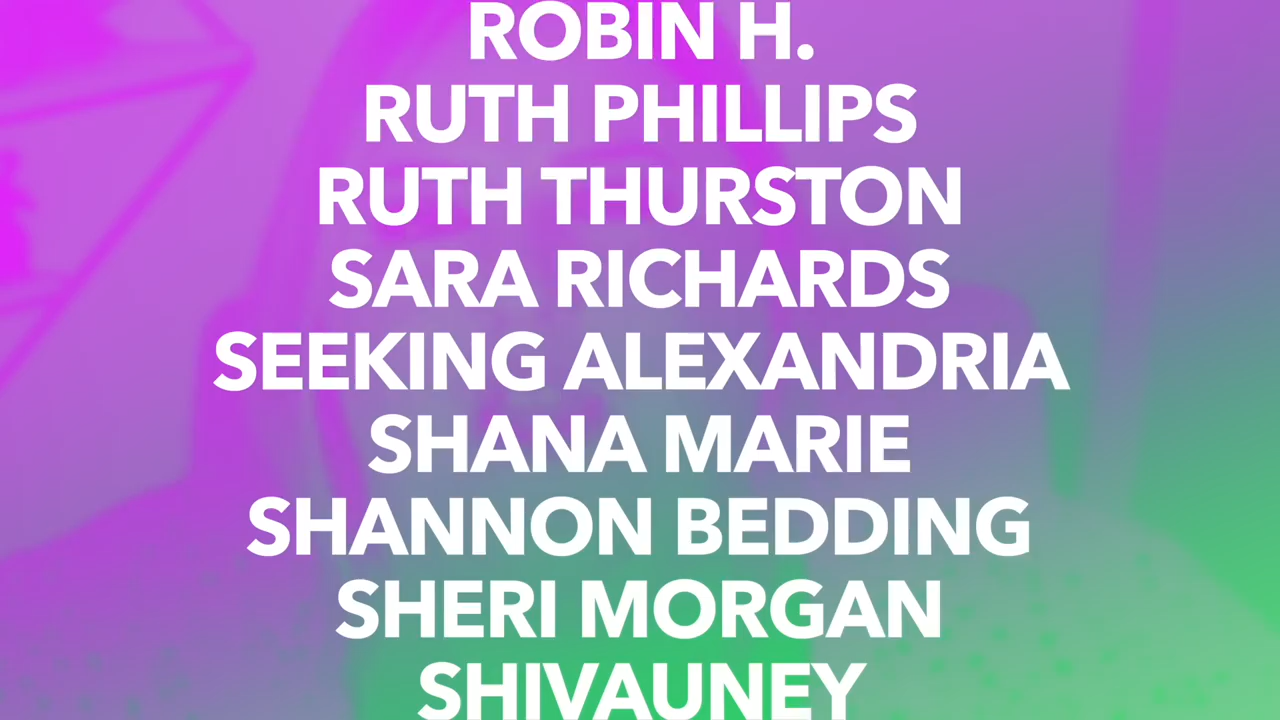 ROBIN H.
RUTH PHILLIPS
RUTH THURSTON
SARA RICHARDS
SEEKING ALEXANDRIA
SHANA MARIE
SHANNON BEDDING
SHERI MORGAN
SHIVAUNEY